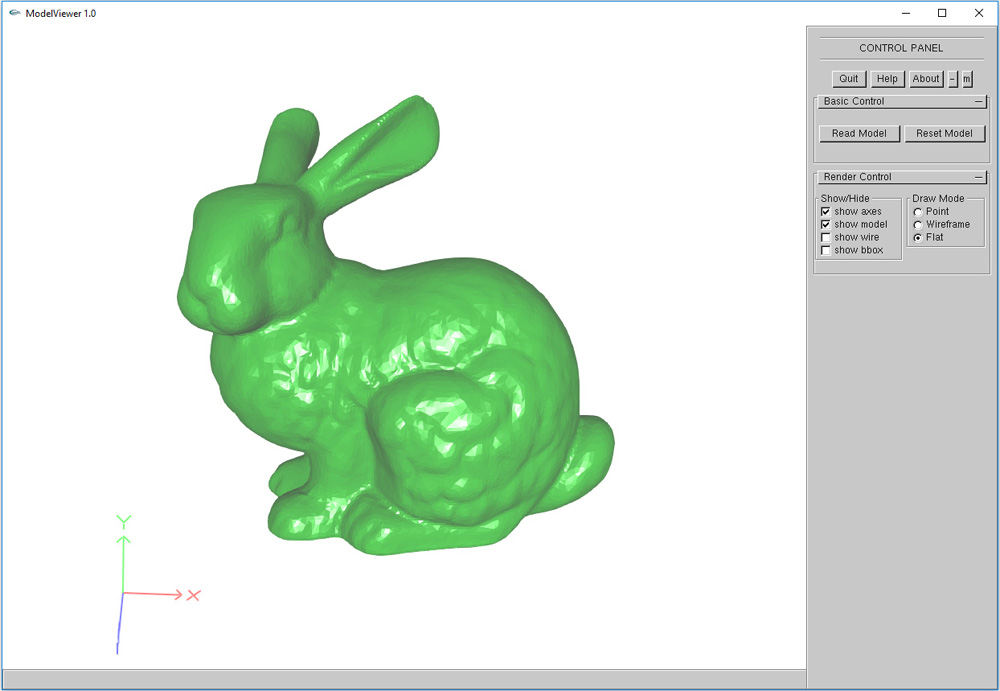 ModelViewer 1.0
CONTROL PANEL
Quit Help About - m
Basic Control
Read Model Reset Model
Render Control
Show/Hide Draw Mode
show axes Point
show model Wireframe
show wire Flat
show bbox
Y
X